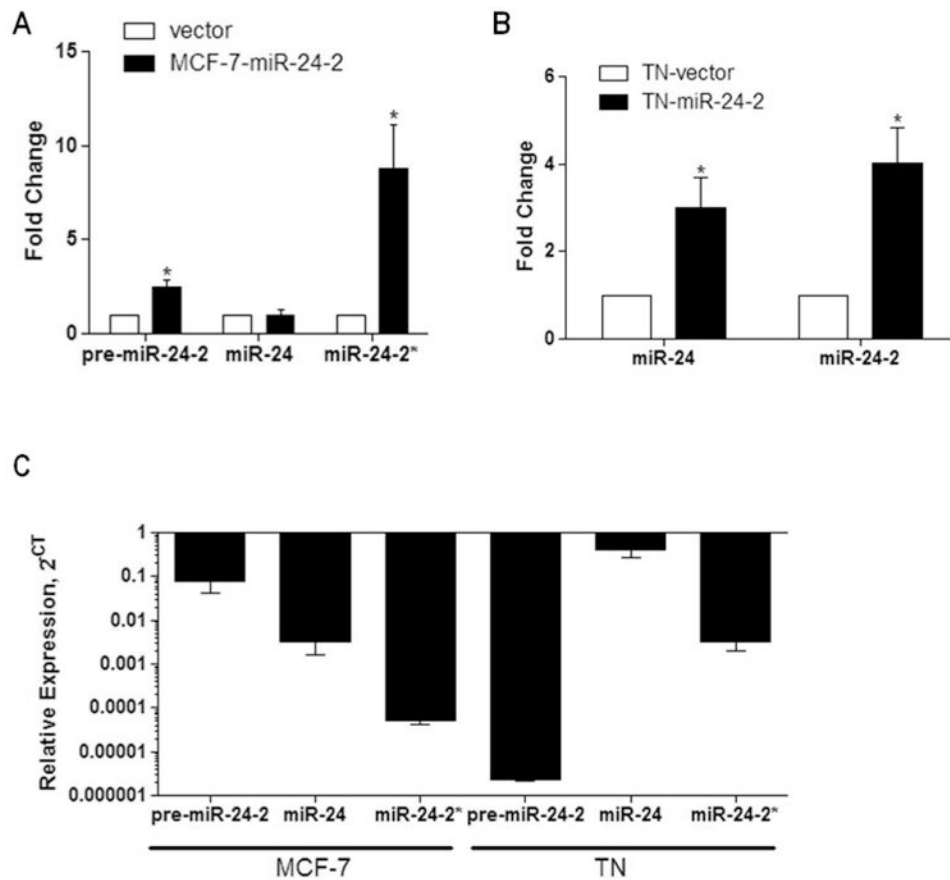 A
vector
MCF-7-miR-24-2
15
10
5
0
Fold Change
*
*
pre-miR-24-2 miR-24 miR-24-2*
B
TN-vector
TN-miR-24-2
6
4
2
0
Fold Change
*
*
miR-24 miR-24-2
C
1
0.1
0.01
0.001
0.0001
0.00001
0.000001
Relative Expression, 2^-CT
pre-miR-24-2 miR-24 miR-24-2* pre-miR-24-2 miR-24 miR-24-2*
MCF-7 TN